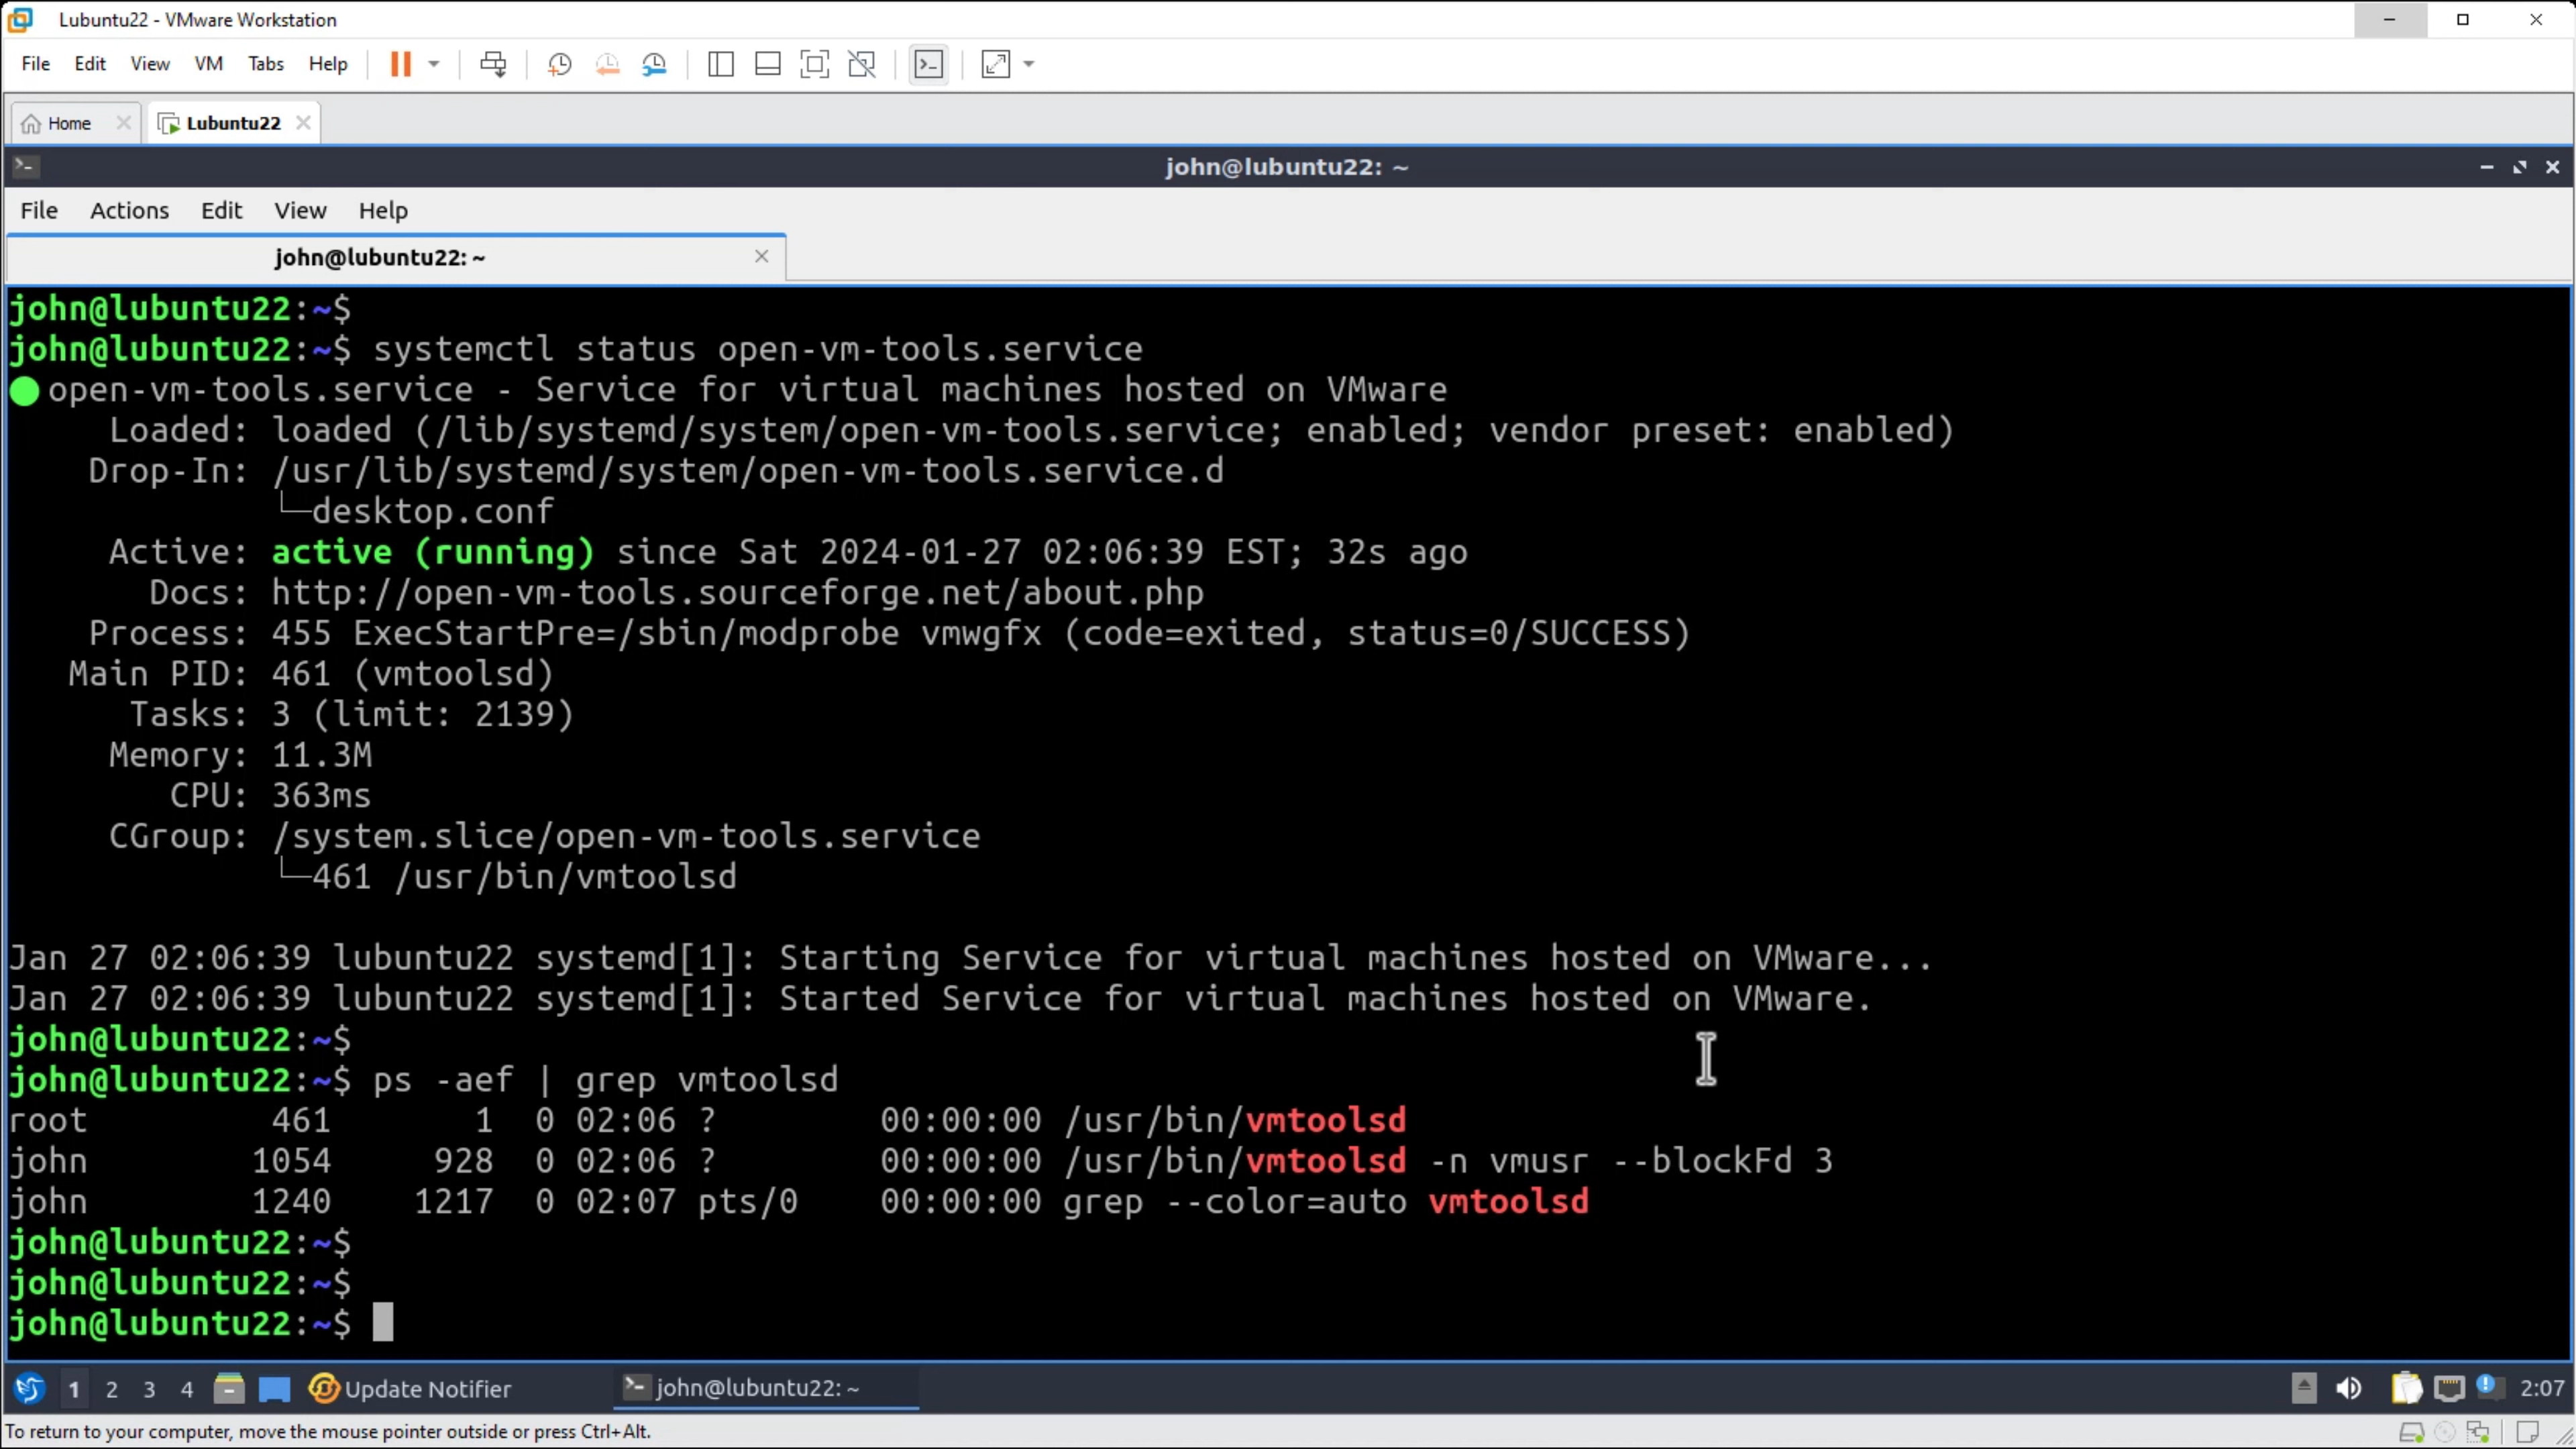 Lubuntu22 - VMware Workstation
File Edit View VM Tabs Help
Home Lubuntu22
john@lubuntu22: ~
File Actions Edit View Help
john@lubuntu22: ~
john@lubuntu22:~$
john@lubuntu22:~$ systemctl status open-vm-tools.service
● open-vm-tools.service - Service for virtual machines hosted on VMware
     Loaded: loaded (/lib/systemd/system/open-vm-tools.service; enabled; vendor preset: enabled)
    Drop-In: /usr/lib/systemd/system/open-vm-tools.service.d
             └─desktop.conf
     Active: active (running) since Sat 2024-01-27 02:06:39 EST; 32s ago
       Docs: http://open-vm-tools.sourceforge.net/about.php
    Process: 455 ExecStartPre=/sbin/modprobe vmwgfx (code=exited, status=0/SUCCESS)
   Main PID: 461 (vmtoolsd)
      Tasks: 3 (limit: 2139)
     Memory: 11.3M
        CPU: 363ms
     CGroup: /system.slice/open-vm-tools.service
             └─461 /usr/bin/vmtoolsd
Jan 27 02:06:39 lubuntu22 systemd[1]: Starting Service for virtual machines hosted on VMware...
Jan 27 02:06:39 lubuntu22 systemd[1]: Started Service for virtual machines hosted on VMware.
john@lubuntu22:~$
john@lubuntu22:~$ ps -aef | grep vmtoolsd
root         461       1  0 02:06 ?        00:00:00 /usr/bin/vmtoolsd
john        1054     928  0 02:06 ?        00:00:00 /usr/bin/vmtoolsd -n vmusr --blockFd 3
john        1240    1217  0 02:07 pts/0    00:00:00 grep --color=auto vmtoolsd
john@lubuntu22:~$
john@lubuntu22:~$
john@lubuntu22:~$
1 2 3 4 Update Notifier john@lubuntu22: ~ 2:07
To return to your computer, move the mouse pointer outside or press Ctrl+Alt.